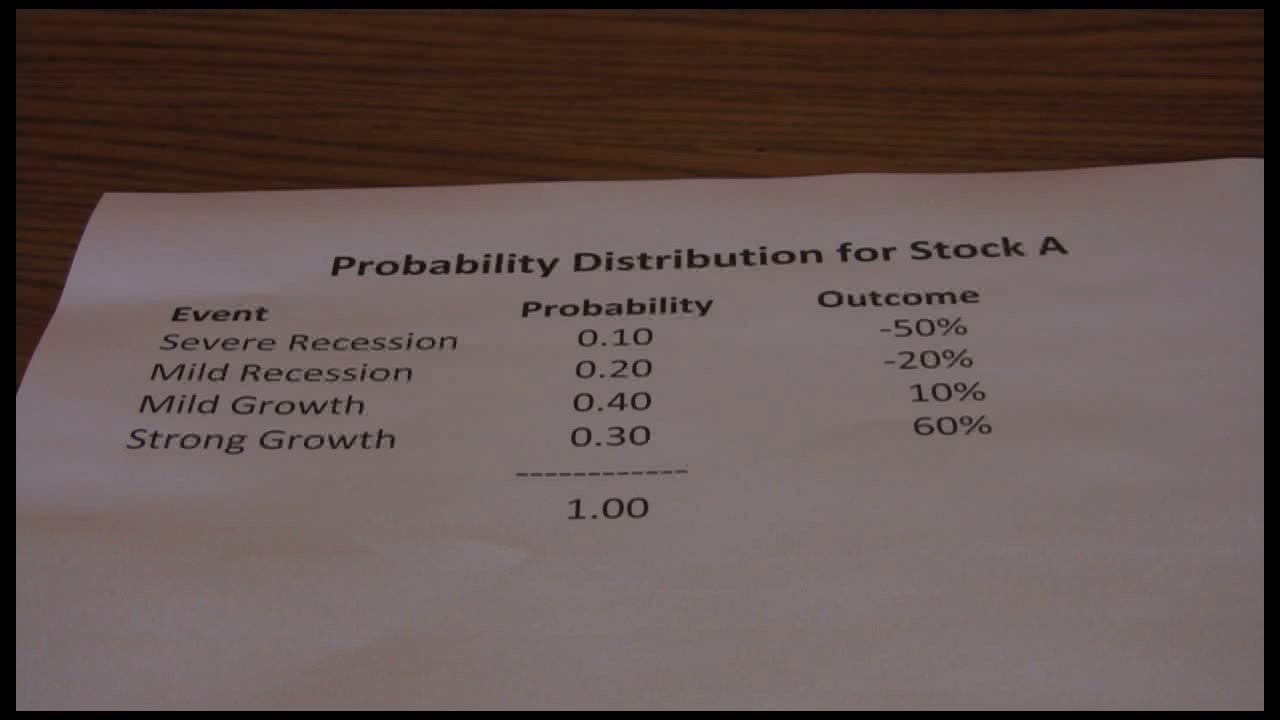 Probability Distribution for Stock A
Event Probability Outcome
Severe Recession 0.10 -50%
Mild Recession 0.20 -20%
Mild Growth 0.40 10%
Strong Growth 0.30 60%
------------
1.00